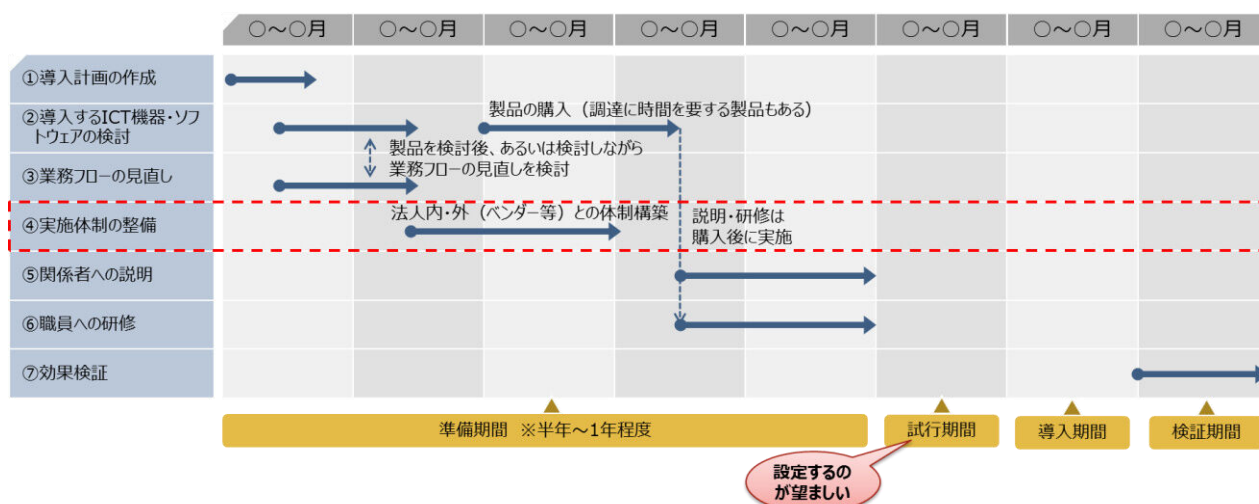 〇～〇月 〇～〇月 〇～〇月 〇～〇月 〇～〇月 〇～〇月 〇～〇月 〇～〇月
①導入計画の作成
②導入するICT機器・ソフ
トウェアの検討
製品の購入（調達に時間を要する製品もある）
製品を検討後、あるいは検討しながら
業務フローの見直しを検討
③業務フローの見直し
④実施体制の整備
法人内・外（ベンダー等）との体制構築
説明・研修は
購入後に実施
⑤関係者への説明
⑥職員への研修
⑦効果検証
準備期間 ※半年～1年程度
試行期間
導入期間
検証期間
設定するの
が望ましい